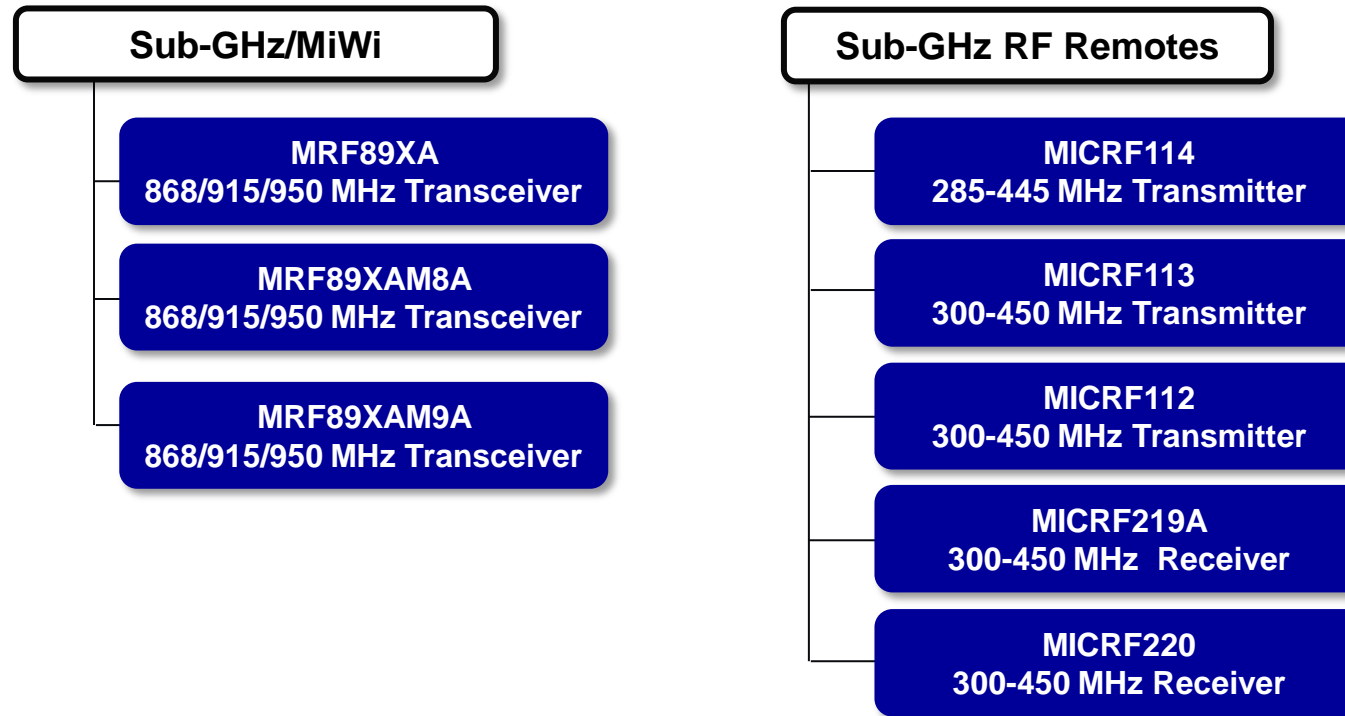 Sub-GHz/MiWi
MRF89XA
868/915/950 MHz Transceiver
MRF89XAM8A
868/915/950 MHz Transceiver
MRF89XAM9A
868/915/950 MHz Transceiver
Sub-GHz RF Remotes
MICRF114
285-445 MHz Transmitter
MICRF113
300-450 MHz Transmitter
MICRF112
300-450 MHz Transmitter
MICRF219A
300-450 MHz  Receiver
MICRF220
300-450 MHz Receiver